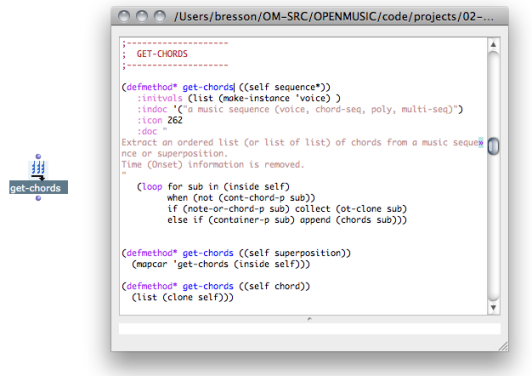 /Users/bresson/OM-SRC/OPENMUSIC/code/projects/02-...
;-------------------
;  GET-CHORDS
;-------------------
(defmethod* get-chords ((self sequence*))
:initvals (list (make-instance 'voice) )
:indoc '("a music sequence (voice, chord-seq, poly, multi-seq)")
:icon 262
:doc "
Extract an ordered list (or list of list) of chords from a music seque»
nce or superposition.
Time (Onset) information is removed.
"
(loop for sub in (inside self)
when (not (cont-chord-p sub))
if (note-or-chord-p sub) collect (ot-clone sub)
else if (container-p sub) append (chords sub)))
(defmethod* get-chords ((self superposition))
(mapcar 'get-chords (inside self)))
(defmethod* get-chords ((self chord))
(list (clone self)))
get-chords